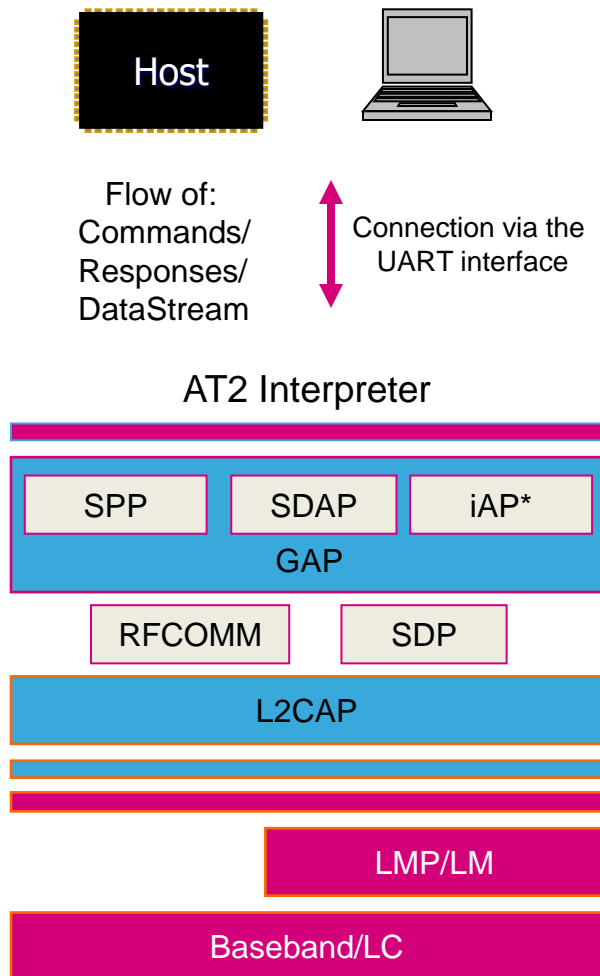 Host
Flow of:
Commands/
Responses/
DataStream
Connection via the
UART interface
AT2 Interpreter
SPP
SDAP
iAP*
GAP
RFCOMM
SDP
L2CAP
LMP/LM
Baseband/LC